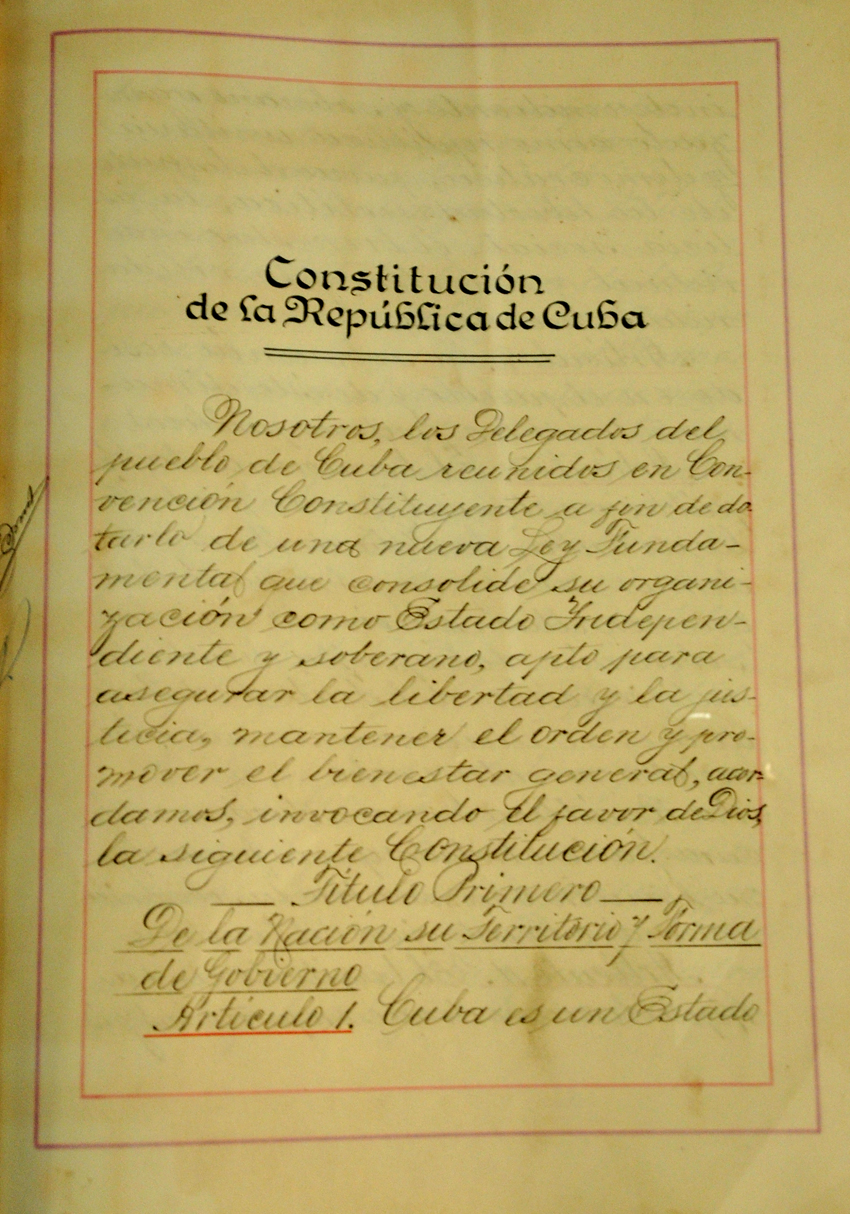 Constitución
de la República de Cuba
Nosotros, los Delegados del
pueblo de Cuba reunidos en Con-
vención Constituyente a fin de do-
tarlo de una nueva Ley Funda-
mental que consolide su organi-
zación como Estado Indepen-
diente y soberano, apto para
asegurar la libertad y la jus-
ticia, mantener el orden y pro-
mover el bienestar general, acor-
damos, invocando el favor de Dios,
la siguiente Constitución.
— Título Primero —
De la Nación su Territorio y Forma
de Gobierno
Artículo 1. Cuba es un Estado